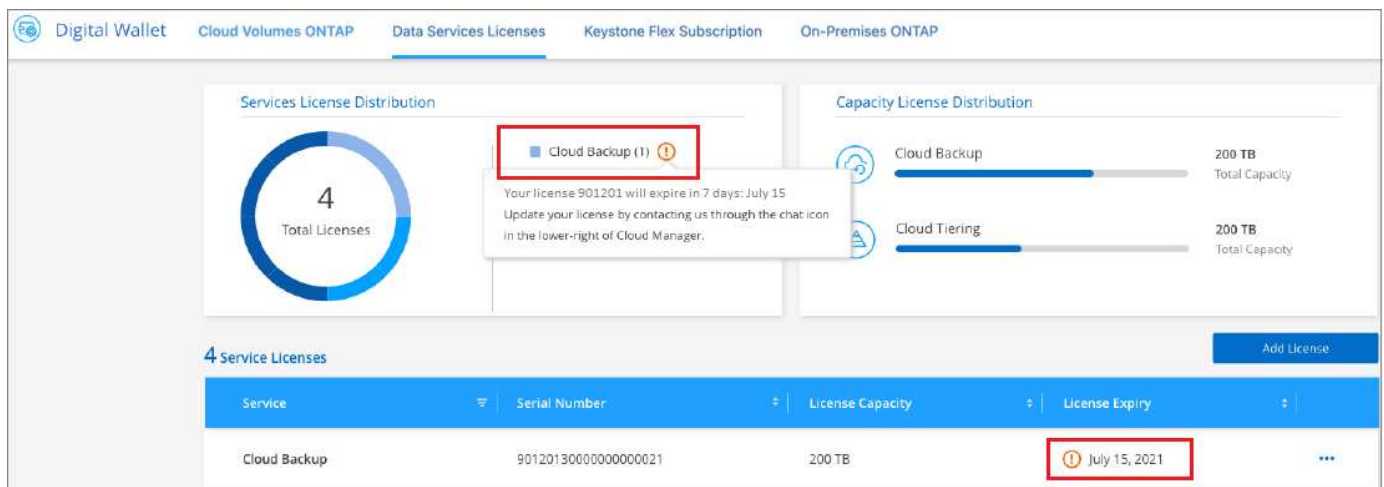 Digital Wallet
Cloud Volumes ONTAP
Data Services Licenses
Keystone Flex Subscription
On-Premises ONTAP
Services License Distribution
4
Total Licenses
Cloud Backup (1)
Your license 901201 will expire in 7 days: July 15
Update your license by contacting us through the chat icon
in the lower-right of Cloud Manager.
Capacity License Distribution
Cloud Backup
200 TB
Total Capacity
Cloud Tiering
200 TB
Total Capacity
4 Service Licenses
Add License
Service
Serial Number
License Capacity
License Expiry
Cloud Backup
90120130000000000021
200 TB
July 15, 2021